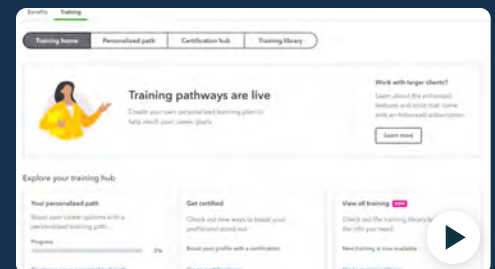 Benefits Training
Training home Personalized path Certification hub Training library
Training pathways are live
Create your own personalized learning plan to
help reach your career goals.
Work with larger clients?
Learn about the enhanced
features and tools that come
with an Advanced subscription.
Learn more
Explore your training hub
Your personalized path
Boost your career options with a
personalized training path.
Progress
0%
Get certified
Check out new ways to boost your
profile and stand out.
Boost your profile with a certification
View all training NEW
Check out the training library
the info you need.
New training is now available